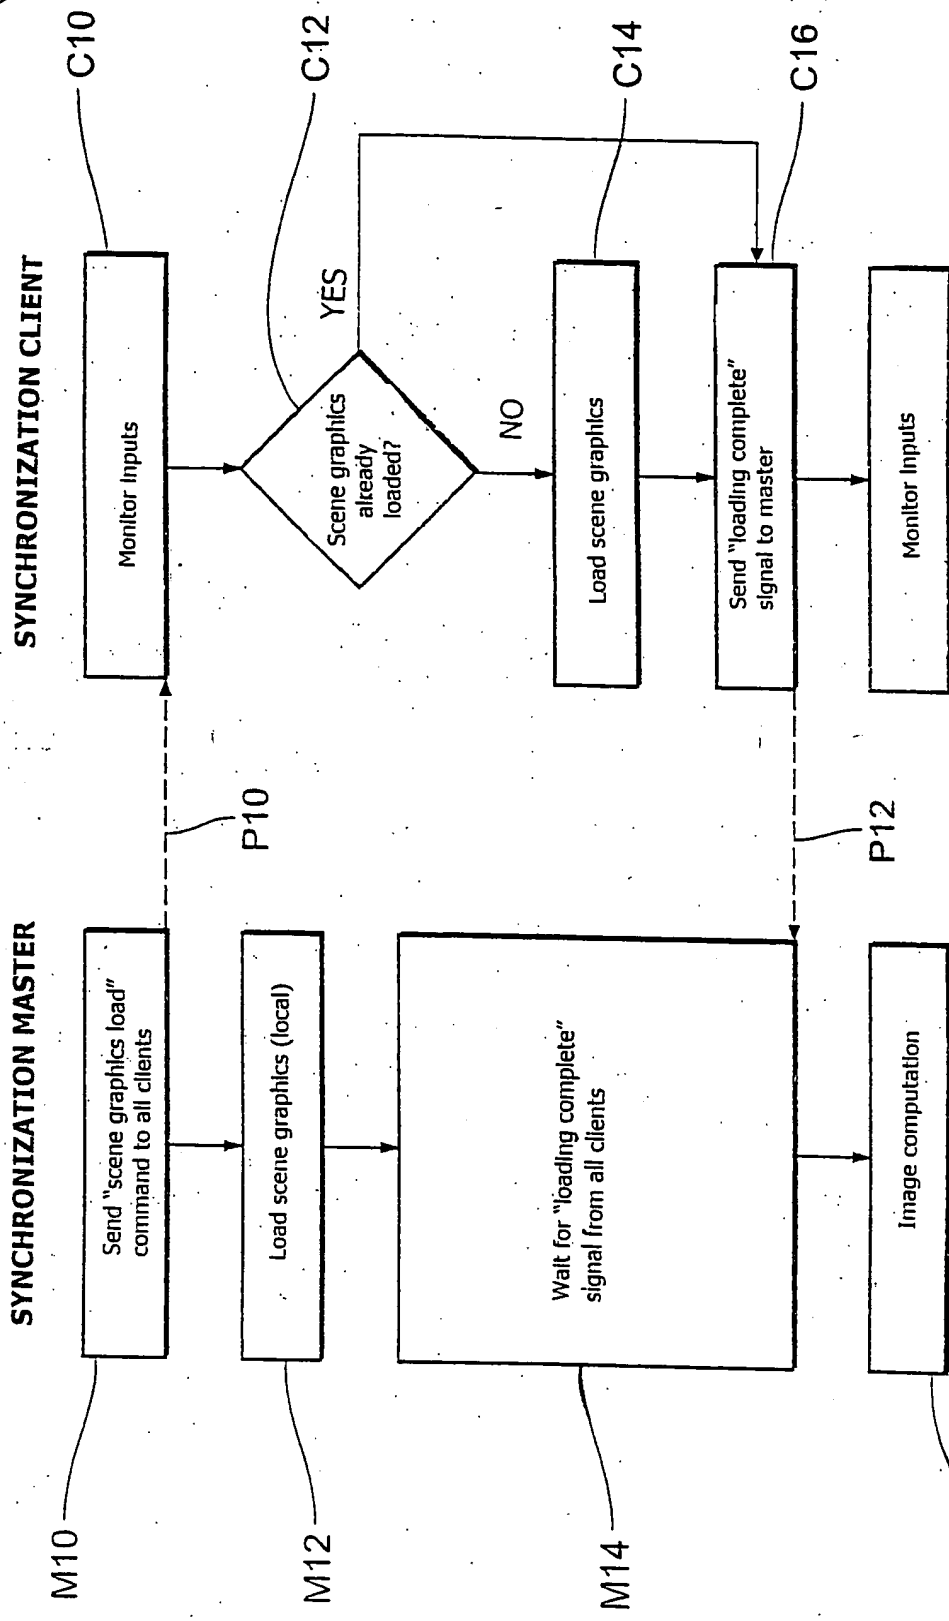 SYNCHRONIZATION MASTER
M10
Send “scene graphics load”
command to all clients
M12
Load scene graphics (local)
M14
Wait for “loading complete”
signal from all clients
Image computation
P10
P12
SYNCHRONIZATION CLIENT
Monitor Inputs
C10
Scene graphics
already
loaded?
C12
YES
NO
Load scene graphics
C14
Send “loading complete”
signal to master
C16
Monitor Inputs